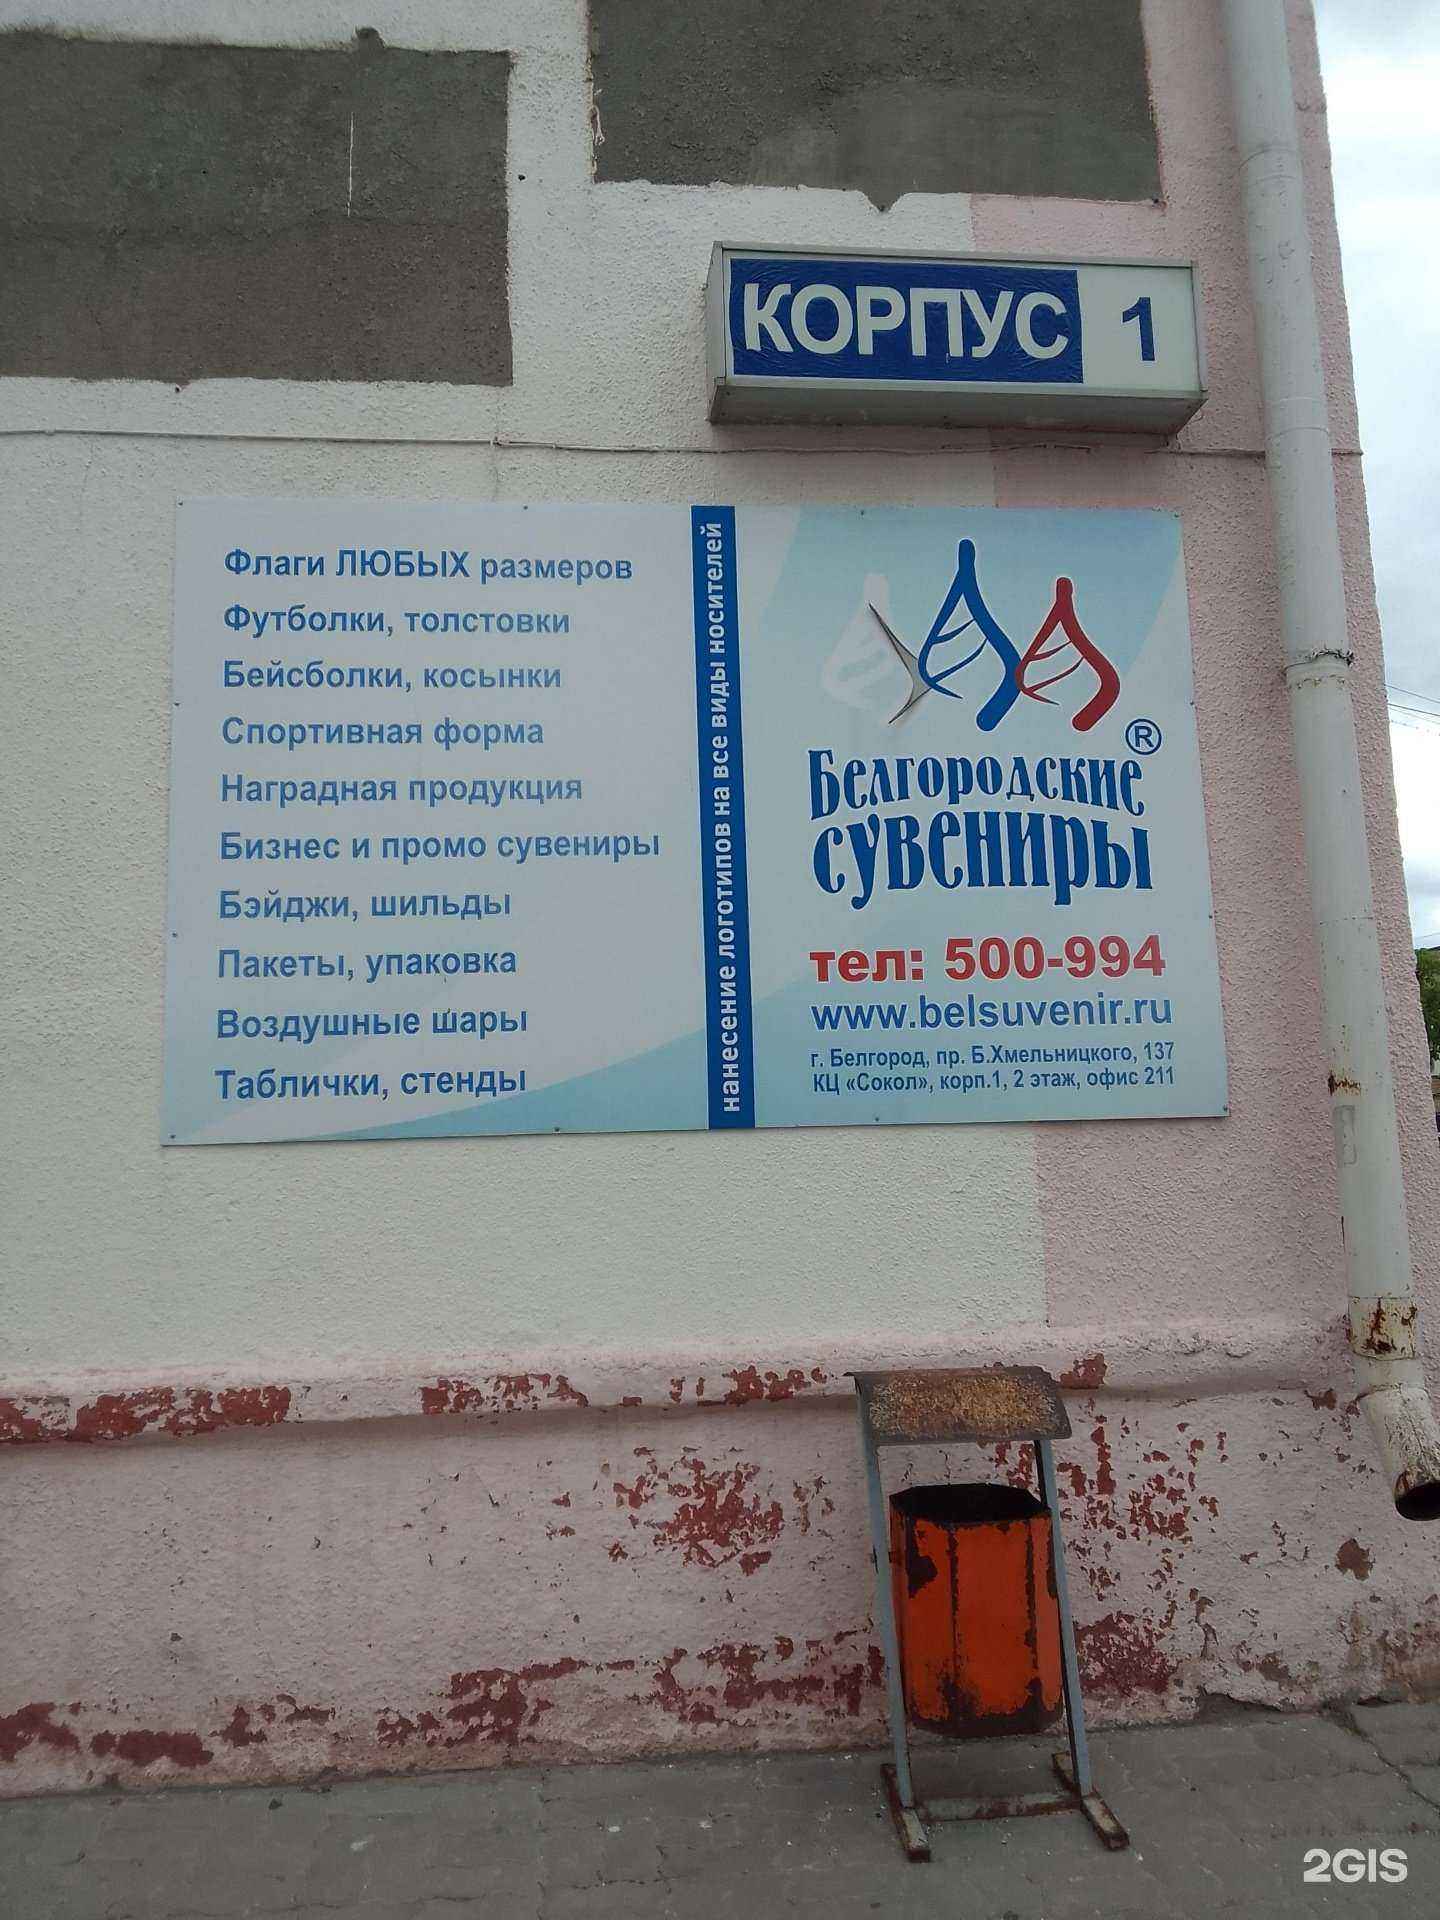 КОРПУС 1
Флаги ЛЮБЫХ размеров
Футболки, толстовки
Бейсболки, косынки
Спортивная форма
Наградная продукция
Бизнес и промо сувениры
Бэйджи, шильды
Пакеты, упаковка
Воздушные шары
Таблички, стенды
нанесение логотипов на все виды носителей
®
Белгородские
сувениры
тел: 500-994
www.belsuvenir.ru
г. Белгород, пр. Б.Хмельницкого, 137
КЦ «Сокол», корп.1, 2 этаж, офис 211
2GIS